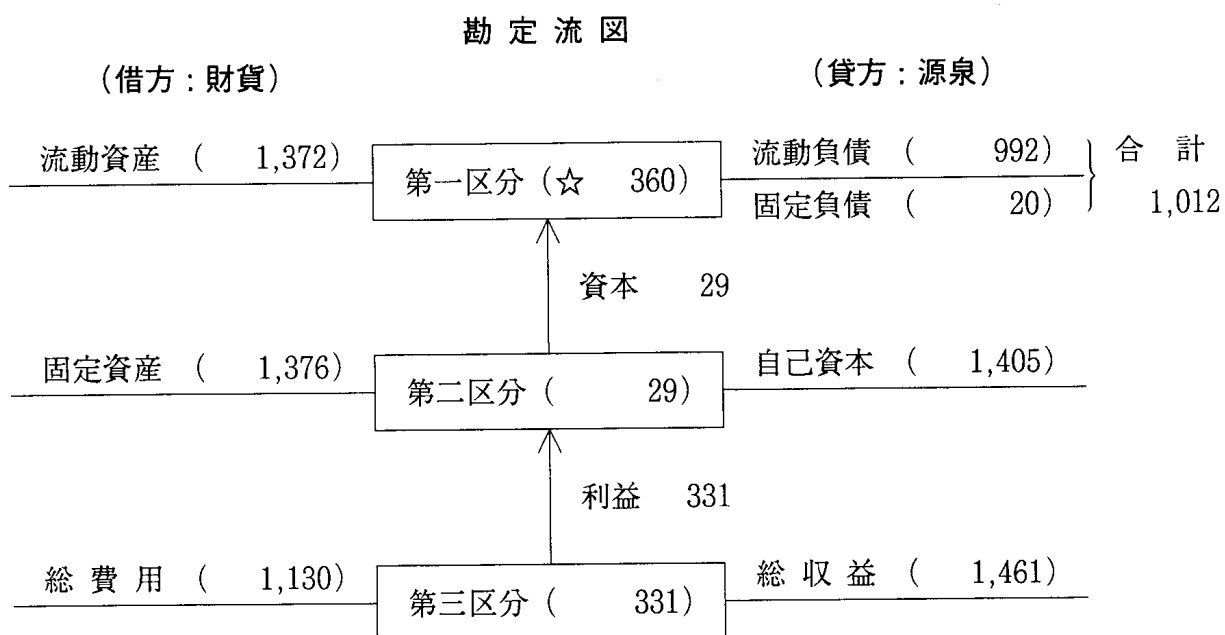 勘定流図
(借方：財貨) (貸方：源泉)
流動資産 ( 1,372) 第一区分 (☆ 360) 流動負債 ( 992) 合計
固定負債 ( 20) 1,012
資本 29
固定資産 ( 1,376) 第二区分 ( 29) 自己資本 ( 1,405)
利益 331
総費用 ( 1,130) 第三区分 ( 331) 総収益 ( 1,461)